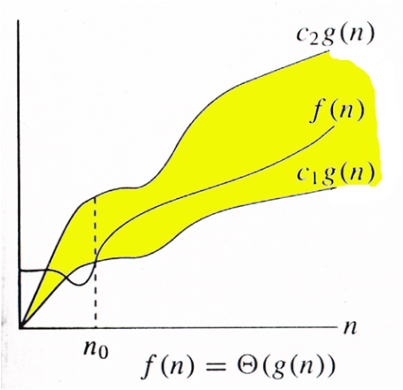 c₂g(n)
f(n)
c₁g(n)
n
n₀
f(n) = Θ(g(n))